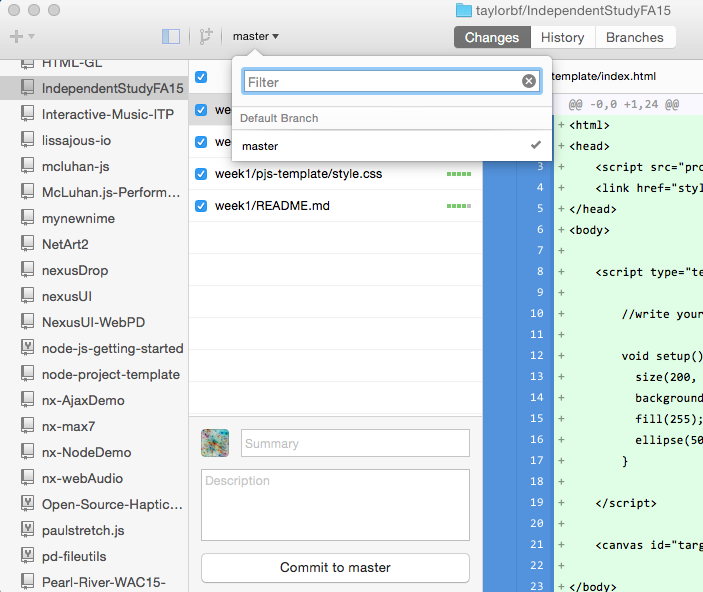 taylorbf/IndependentStudyFA15
master
Changes
History
Branches
HTML-GL
IndependentStudyFA15
Interactive-Music-ITP
lissajous-io
mcluhan-js
McLuhan.js-Perform...
mynewnime
NetArt2
nexusDrop
nexusUI
NexusUI-WebPD
node-js-getting-started
node-project-template
nx-AjaxDemo
nx-max7
nx-NodeDemo
nx-webAudio
Open-Source-Haptic...
paulstretch.js
pd-fileutils
Pearl-River-WAC15-
Filter
Default Branch
master
we
we
week1/pjs-template/style.css
week1/README.md
Summary
Description
Commit to master
template/index.html
@@ -0,0 +1,24 @@
+ <html>
+ <head>
3 + <script src="pro
4 + <link href="styl
5 + </head>
6 + <body>
7 +
8 + <script type="te
9 +
10 + //write your
11 +
12 + void setup()
13 + size(200,
14 + background
15 + fill(255);
16 + ellipse(50
17 + }
18 +
19 + </script>
20 +
21 + <canvas id="targ
22 +
23 + </body>